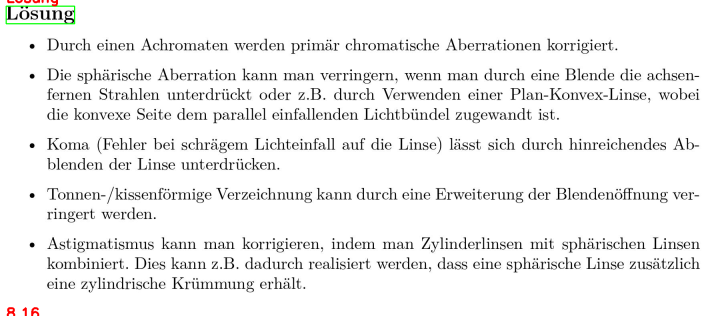 Lösung
Lösung
• Durch einen Achromaten werden primär chromatische Aberrationen korrigiert.
• Die sphärische Aberration kann man verringern, wenn man durch eine Blende die achsen-
fernen Strahlen unterdrückt oder z.B. durch Verwenden einer Plan-Konvex-Linse, wobei
die konvexe Seite dem parallel einfallenden Lichtbündel zugewandt ist.
• Koma (Fehler bei schrägem Lichteinfall auf die Linse) lässt sich durch hinreichendes Ab-
blenden der Linse unterdrücken.
• Tonnen-/kissenförmige Verzeichnung kann durch eine Erweiterung der Blendenöffnung ver-
ringert werden.
• Astigmatismus kann man korrigieren, indem man Zylinderlinsen mit sphärischen Linsen
kombiniert. Dies kann z.B. dadurch realisiert werden, dass eine sphärische Linse zusätzlich
eine zylindrische Krümmung erhält.
8.16